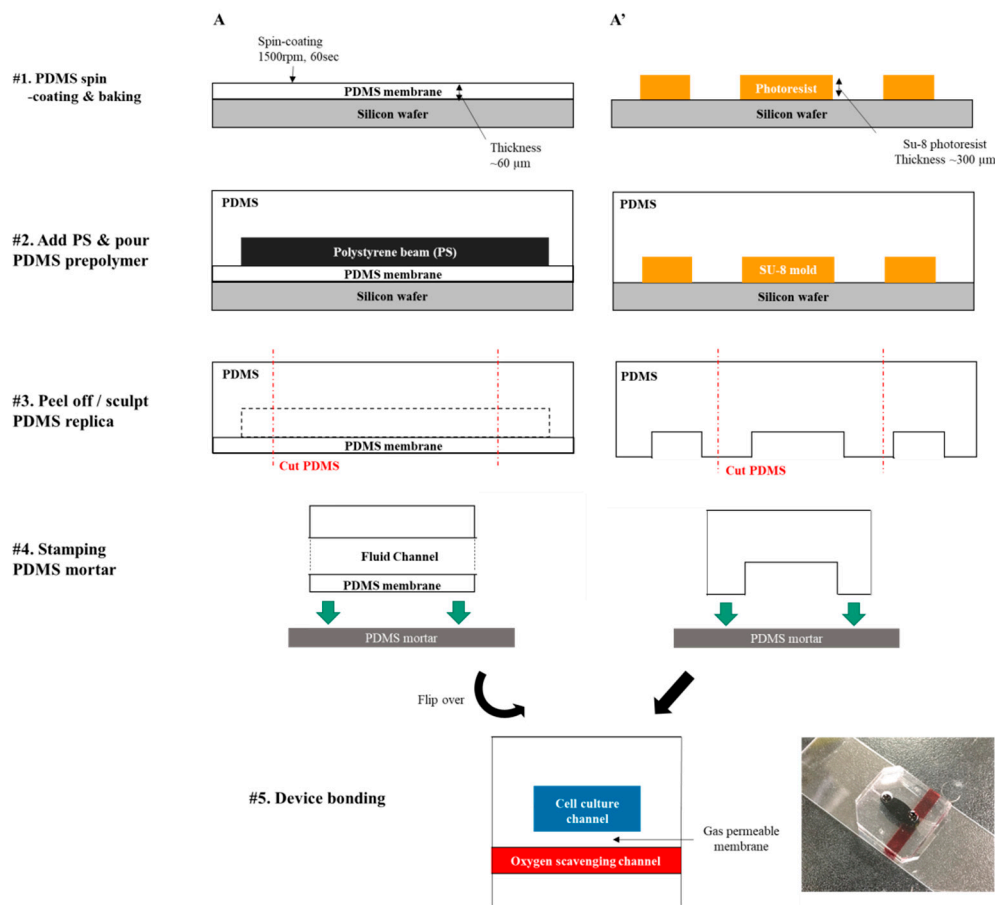 A
A'
#1. PDMS spin
-coating & baking
Spin-coating
1500rpm, 60sec
PDMS membrane
Silicon wafer
Thickness
~60 μm
Photoresist
Silicon wafer
Su-8 photoresist
Thickness ~300 μm
#2. Add PS & pour
PDMS prepolymer
PDMS
Polystyrene beam (PS)
PDMS membrane
Silicon wafer
PDMS
SU-8 mold
Silicon wafer
#3. Peel off / sculpt
PDMS replica
PDMS
PDMS membrane
Cut PDMS
PDMS
Cut PDMS
#4. Stamping
PDMS mortar
Fluid Channel
PDMS membrane
PDMS mortar
PDMS mortar
Flip over
#5. Device bonding
Cell culture
channel
Gas permeable
membrane
Oxygen scavenging channel